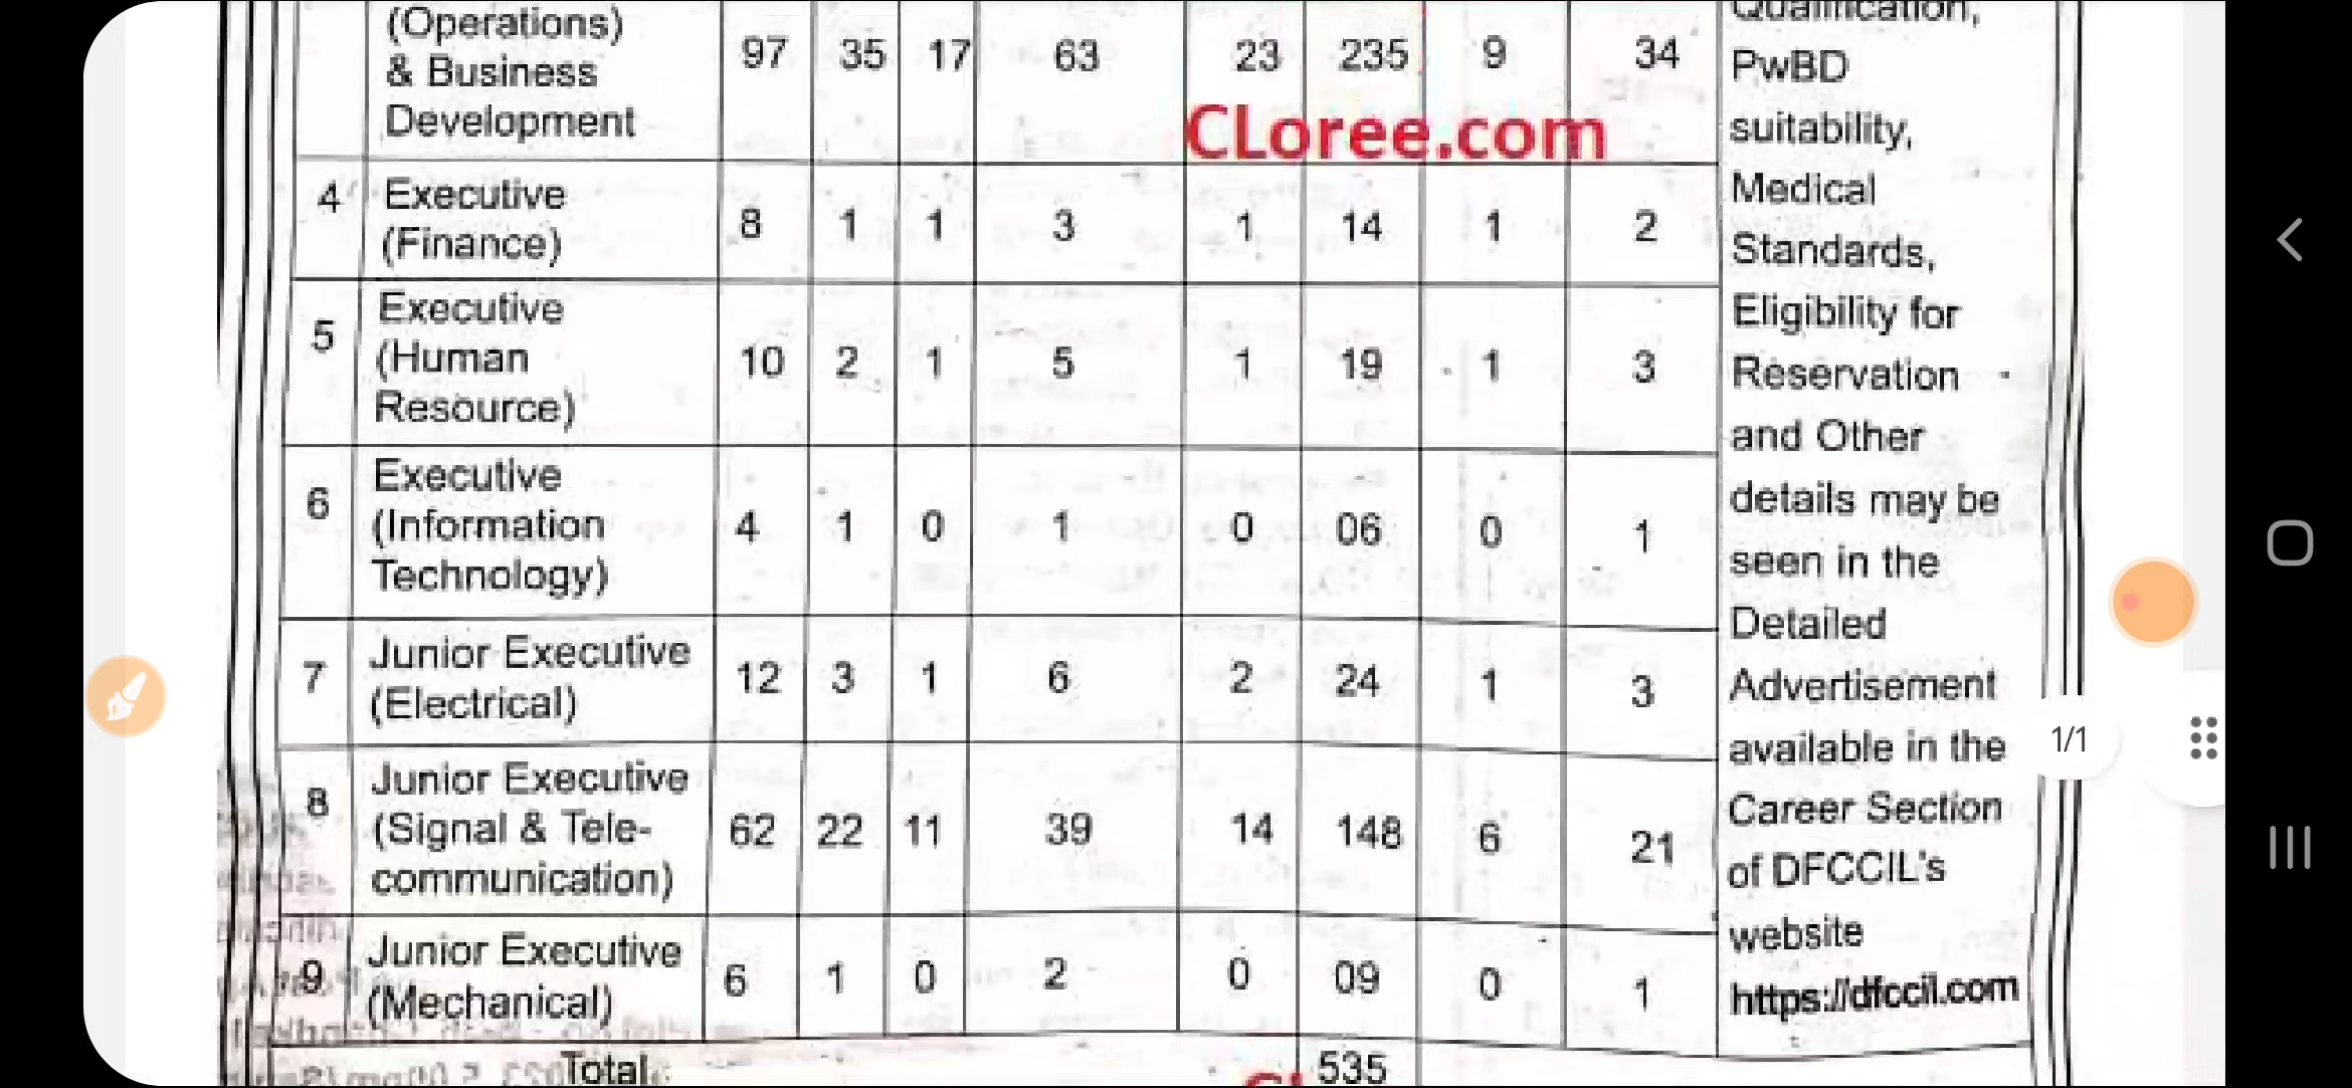 (Operations)
& Business
Development
97 35 17 63 23 235 9 34
CLoree.com
4 Executive
(Finance)
8 1 1 3 1 14 1 2
5 Executive
(Human
Resource)
10 2 1 5 1 19 1 3
6 Executive
(Information
Technology)
4 1 0 1 0 06 0 1
7 Junior Executive
(Electrical)
12 3 1 6 2 24 1 3
8 Junior Executive
(Signal & Tele-
communication)
62 22 11 39 14 148 6 21
9 Junior Executive
(Mechanical)
6 1 0 2 0 09 0 1
Total 535
Qualification,
PwBD
suitability,
Medical
Standards,
Eligibility for
Reservation
and Other
details may be
seen in the
Detailed
Advertisement
available in the
Career Section
of DFCCIL's
website
https://dfccil.com
1/1